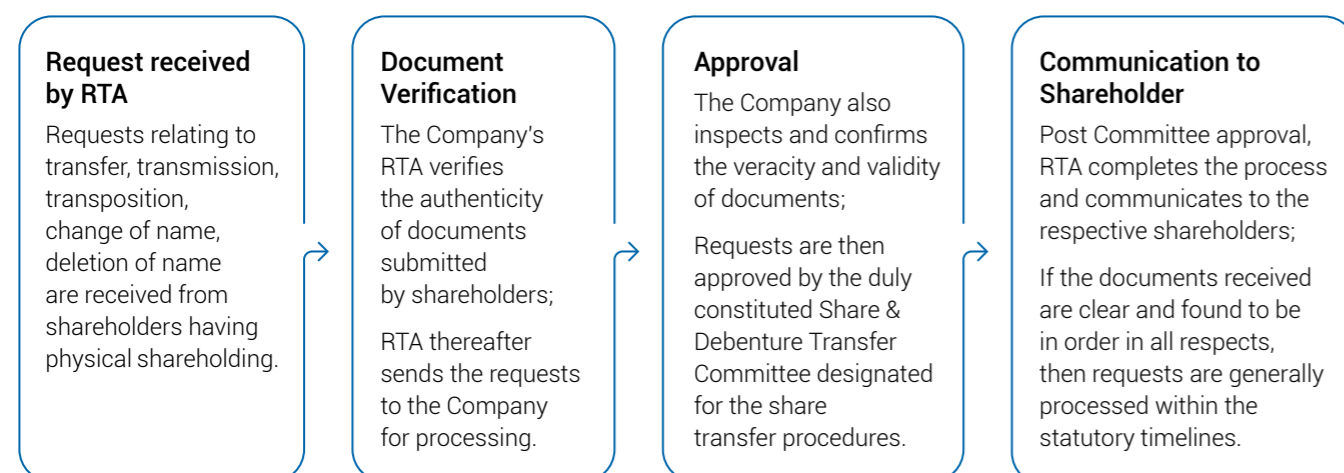 Request received
by RTA
Requests relating to
transfer, transmission,
transposition,
change of name,
deletion of name
are received from
shareholders having
physical shareholding.
Document
Verification
The Company's
RTA verifies
the authenticity
of documents
submitted
by shareholders;
RTA thereafter
sends the requests
to the Company
for processing.
Approval
The Company also
inspects and confirms
the veracity and validity
of documents;
Requests are then
approved by the duly
constituted Share &
Debenture Transfer
Committee designated
for the share
transfer procedures.
Communication to
Shareholder
Post Committee approval,
RTA completes the process
and communicates to the
respective shareholders;
If the documents received
are clear and found to be
in order in all respects,
then requests are generally
processed within the
statutory timelines.